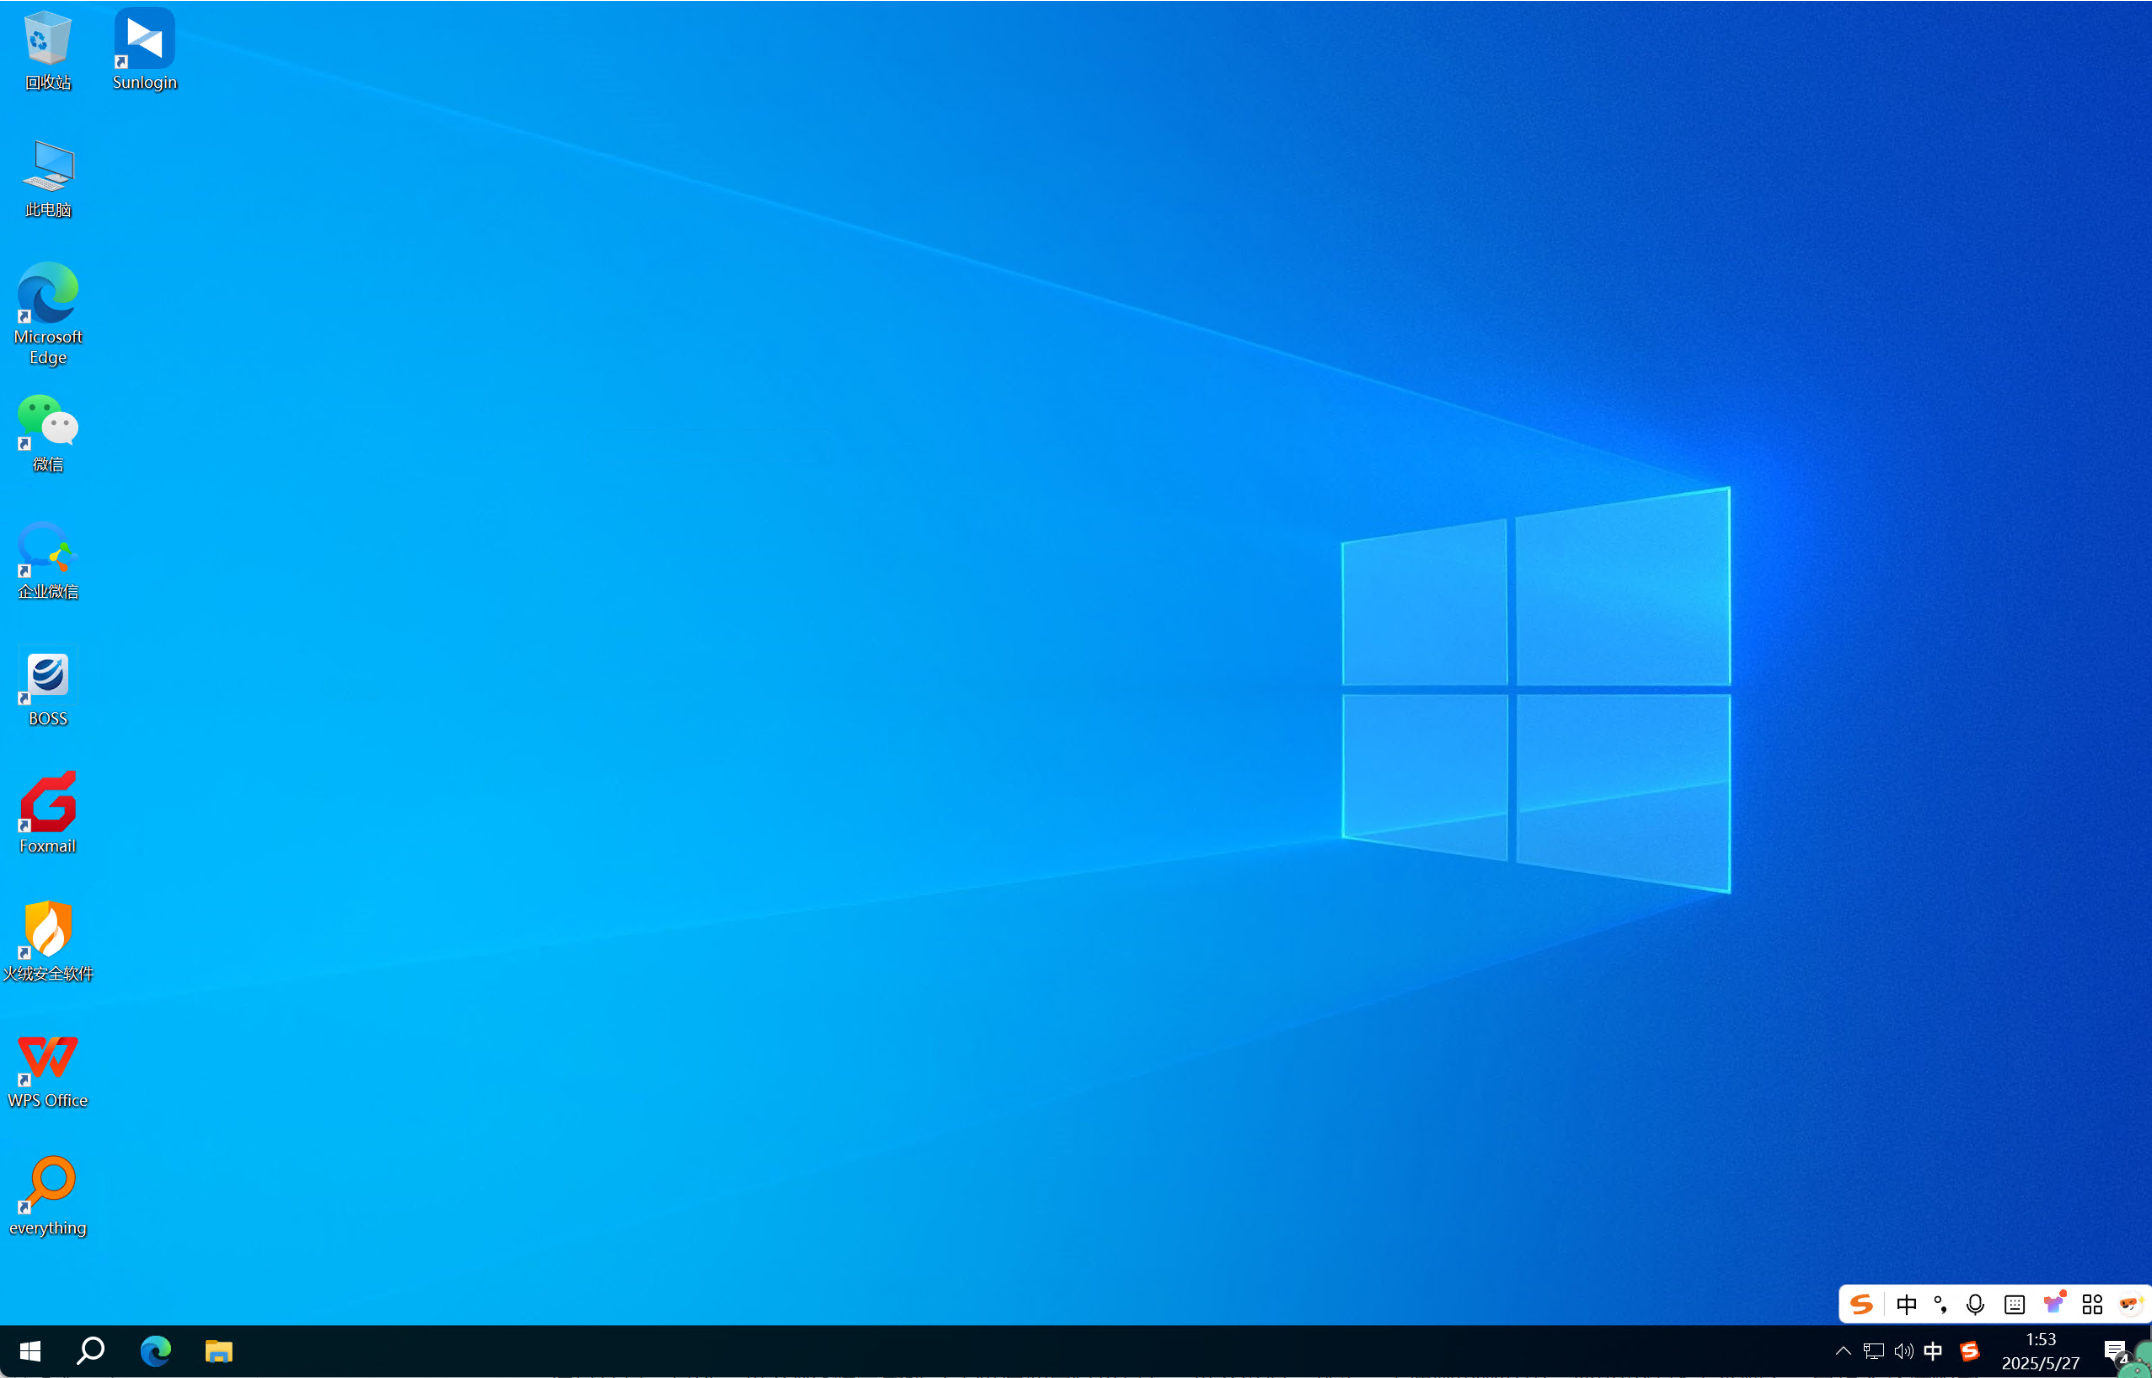 回收站
Sunlogin
此电脑
Microsoft
Edge
微信
企业微信
BOSS
Foxmail
火绒安全软件
WPS Office
everything
中
中
1:53
2025/5/27
4